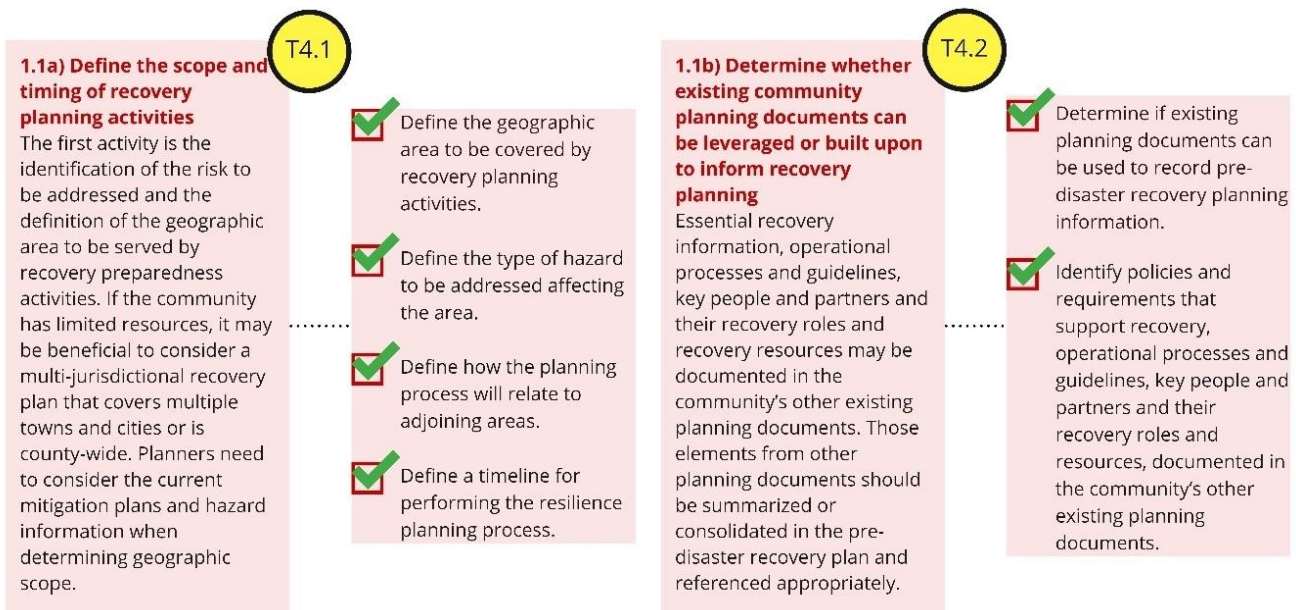 T4.1
1.1a) Define the scope and
timing of recovery
planning activities
The first activity is the
identification of the risk to
be addressed and the
definition of the geographic
area to be served by
recovery preparedness
activities. If the community
has limited resources, it may
be beneficial to consider a
multi-jurisdictional recovery
plan that covers multiple
towns and cities or is
county-wide. Planners need
to consider the current
mitigation plans and hazard
information when
determining geographic
scope.
Define the geographic
area to be covered by
recovery planning
activities.
Define the type of hazard
to be addressed affecting
the area.
Define how the planning
process will relate to
adjoining areas.
Define a timeline for
performing the resilience
planning process.
T4.2
1.1b) Determine whether
existing community
planning documents can
be leveraged or built upon
to inform recovery
planning
Essential recovery
information, operational
processes and guidelines,
key people and partners and
their recovery roles and
recovery resources may be
documented in the
community’s other existing
planning documents. Those
elements from other
planning documents should
be summarized or
consolidated in the pre-
disaster recovery plan and
referenced appropriately.
Determine if existing
planning documents can
be used to record pre-
disaster recovery planning
information.
Identify policies and
requirements that
support recovery,
operational processes and
guidelines, key people and
partners and their
recovery roles and
resources, documented in
the community’s other
existing planning
documents.